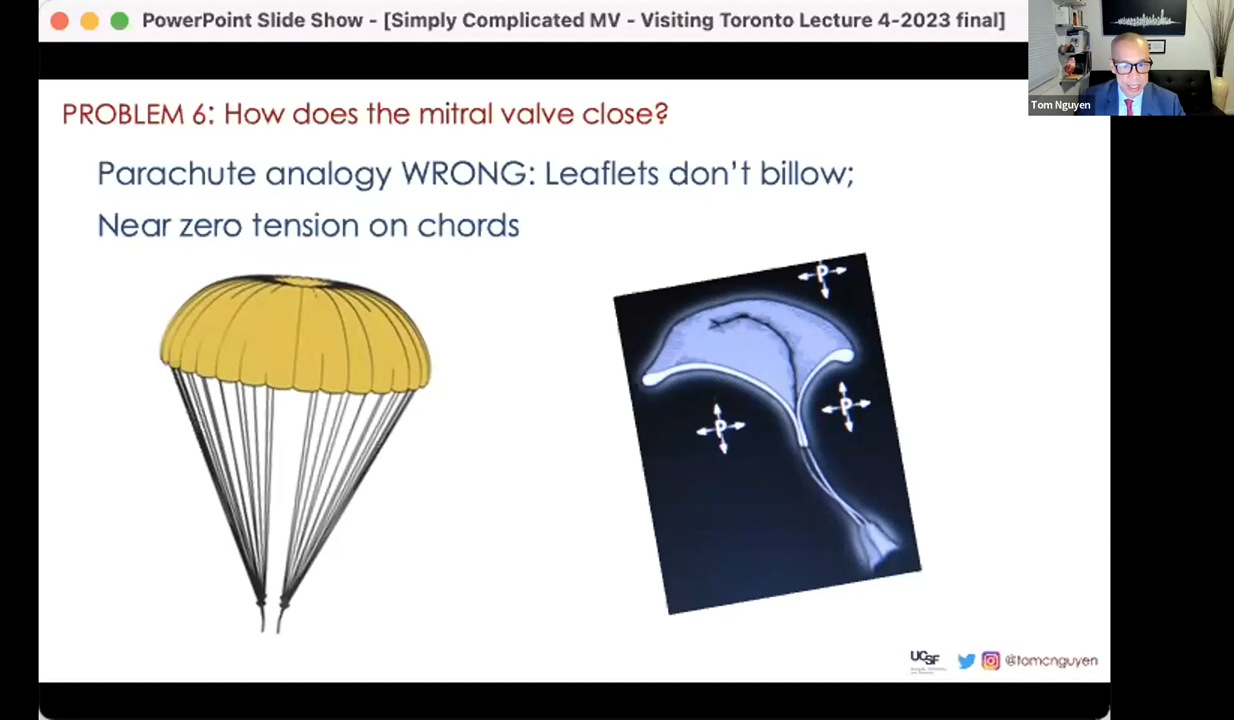 PowerPoint Slide Show - [Simply Complicated MV - Visiting Toronto Lecture 4-2023 final]
Tom Nguyen
PROBLEM 6: How does the mitral valve close?
Parachute analogy WRONG: Leaflets don't billow;
Near zero tension on chords
P
P
P
UCSF
@tomcnguyen